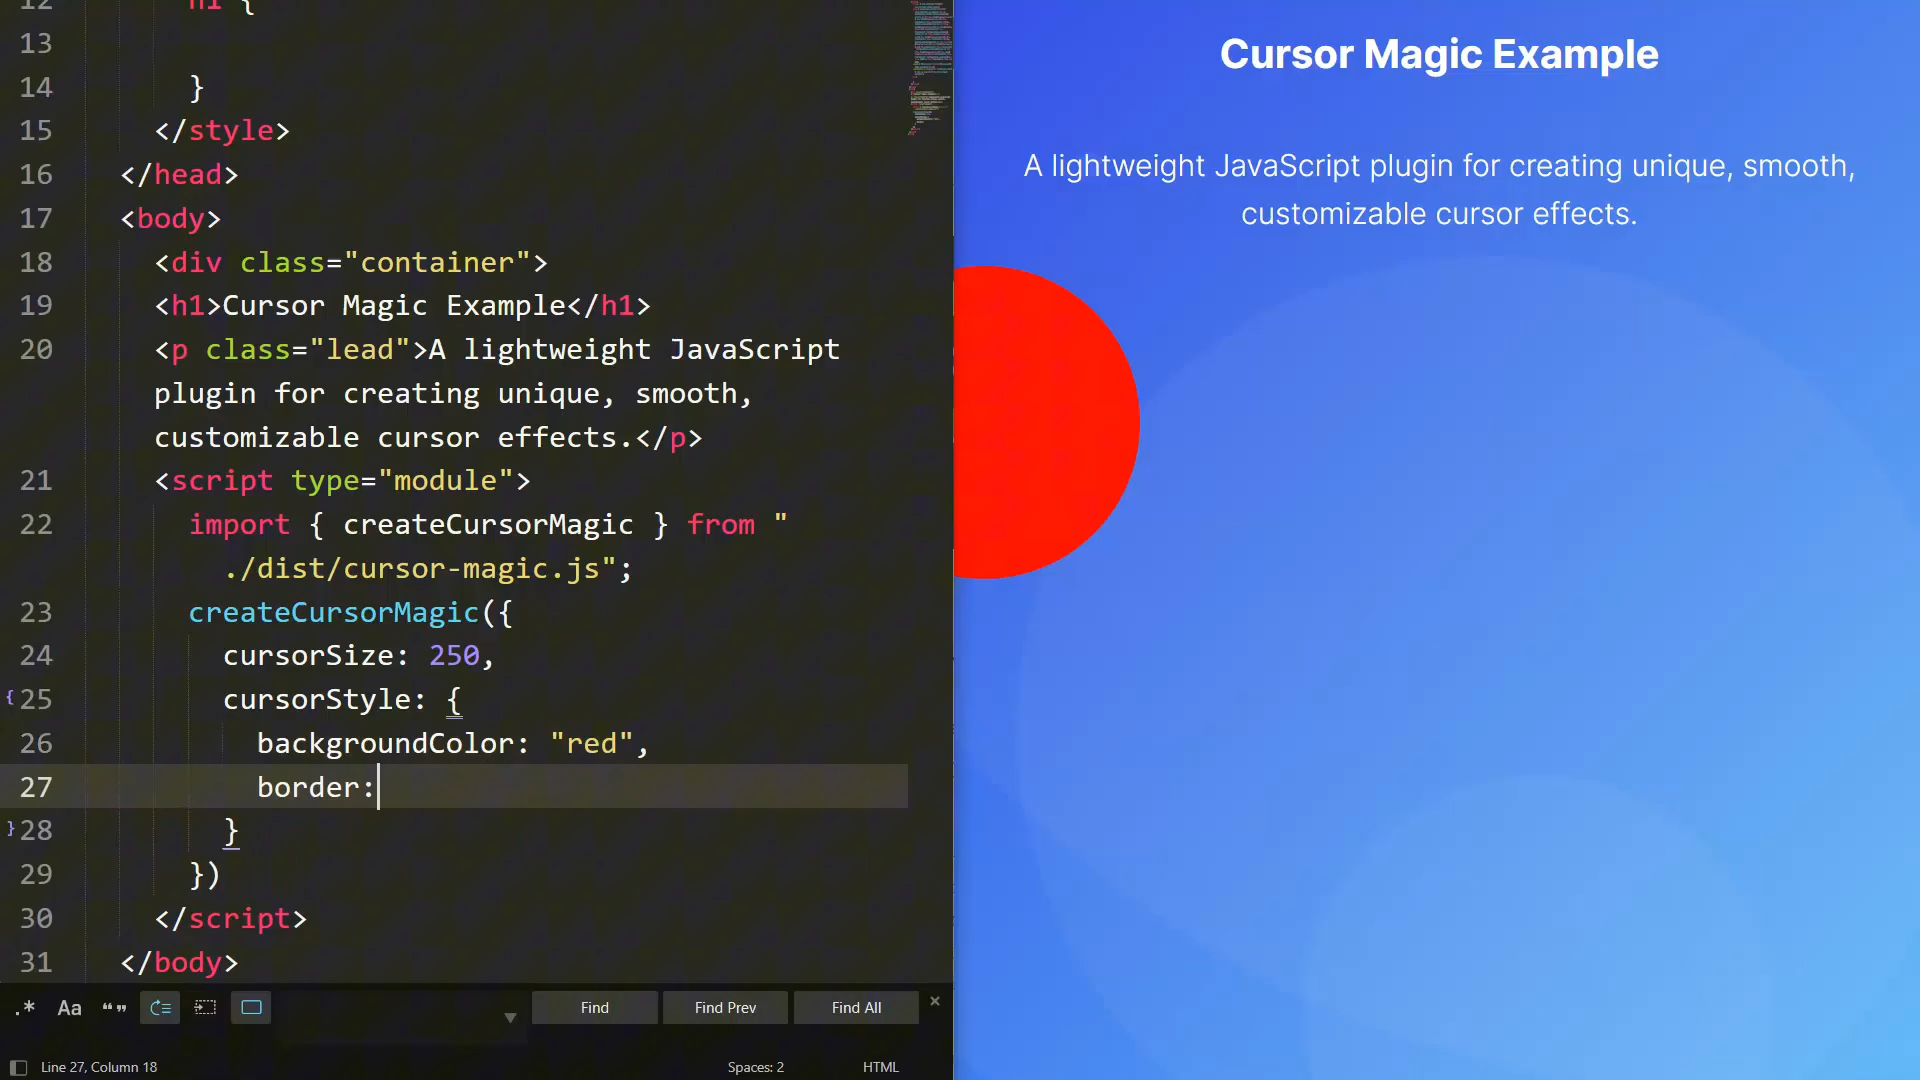 12 h1 {
13
14 }
15 </style>
16 </head>
17 <body>
18 <div class="container">
19 <h1>Cursor Magic Example</h1>
20 <p class="lead">A lightweight JavaScript
plugin for creating unique, smooth,
customizable cursor effects.</p>
21 <script type="module">
22 import { createCursorMagic } from "
./dist/cursor-magic.js";
23 createCursorMagic({
24 cursorSize: 250,
25 cursorStyle: {
26 backgroundColor: "red",
27 border:
28 }
29 })
30 </script>
31 </body>
.* Aa “” Find Find Prev Find All ×
Line 27, Column 18 Spaces: 2 HTML
Cursor Magic Example
A lightweight JavaScript plugin for creating unique, smooth,
customizable cursor effects.